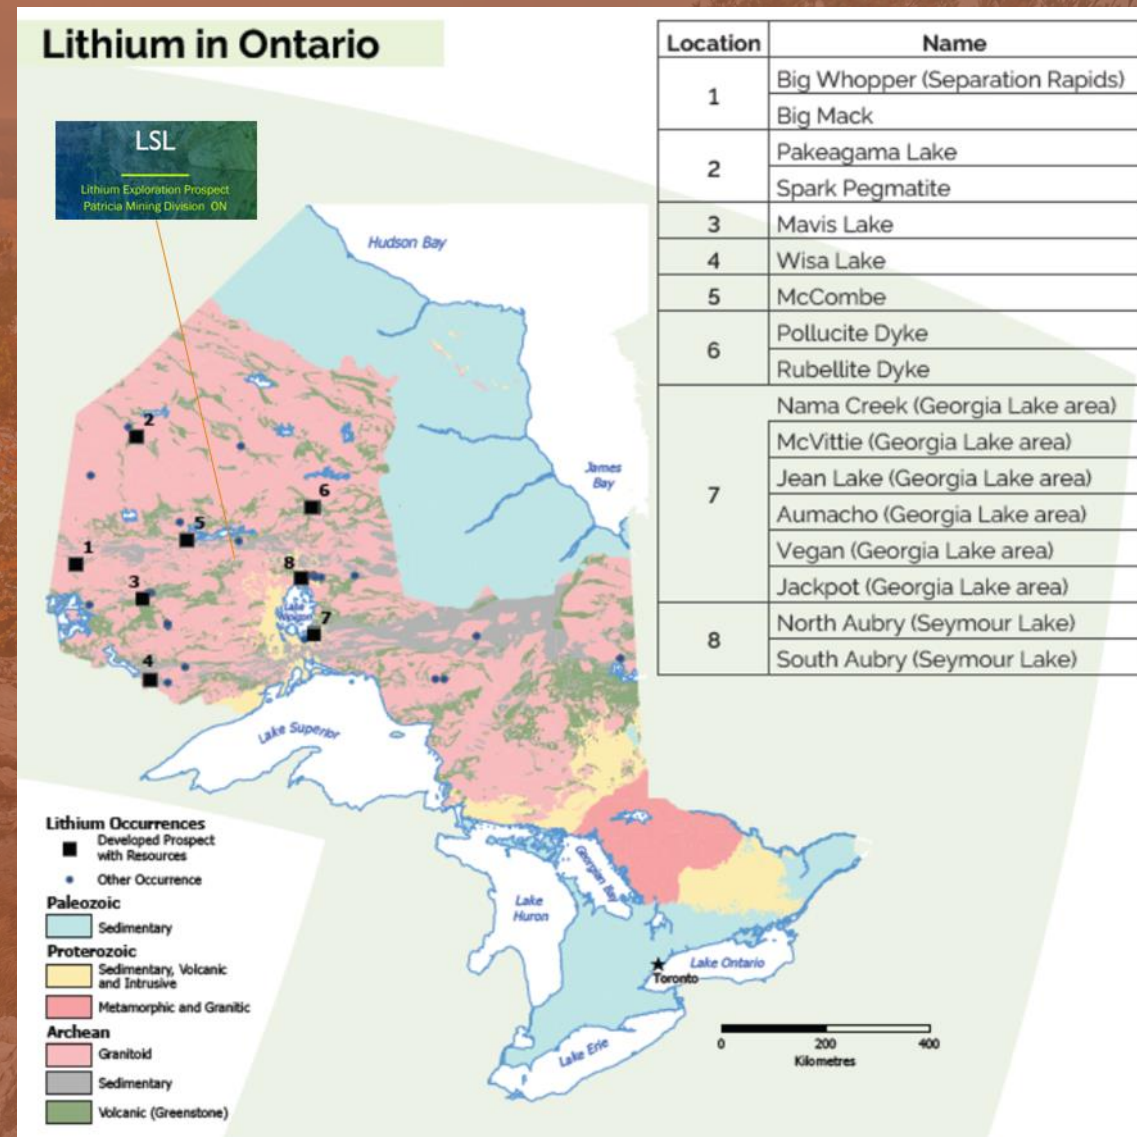 Lithium in Ontario
LSL
Lithium Exploration Prospect
Patricia Mining Division ON
Location Name
1
Big Whopper (Separation Rapids)
Big Mack
2
Pakeagama Lake
Spark Pegmatite
3 Mavis Lake
4 Wisa Lake
5 McCombe
6
Pollucite Dyke
Rubellite Dyke
7
Nama Creek (Georgia Lake area)
McVittie (Georgia Lake area)
Jean Lake (Georgia Lake area)
Aumacho (Georgia Lake area)
Vegan (Georgia Lake area)
Jackpot (Georgia Lake area)
8
North Aubry (Seymour Lake)
South Aubry (Seymour Lake)
Hudson Bay
James
Bay
2
6
5
1
8
3
Lake
7
4
Lake Superior
Georgian Bay
Lake
Huron
Lake Ontario
Toronto
Lake Erie
0 200 400
Kilometres
Lithium Occurrences
Developed Prospect
with Resources
Other Occurrence
Paleozoic
Sedimentary
Proterozoic
Sedimentary, Volcanic
and Intrusive
Metamorphic and Granitic
Archean
Granitoid
Sedimentary
Volcanic (Greenstone)